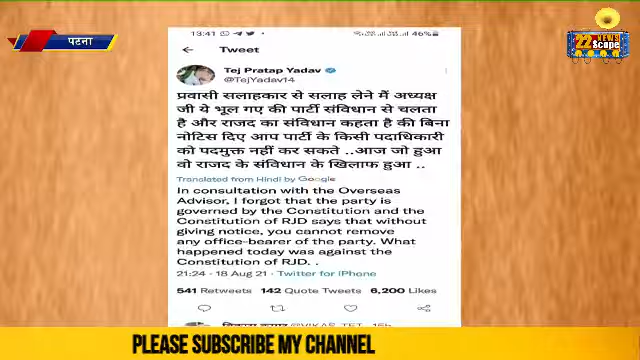 13:41
46%
Tweet
पटना
22 NEWS
Scope
Tej Pratap Yadav
@TejYadav14
प्रवासी सलाहकार से सलाह लेने में अध्यक्ष
जी ये भूल गए की पार्टी संविधान से चलता
है और राजद का संविधान कहता है की बिना
नोटिस दिए आप पार्टी के किसी पदाधिकारी
को पदमुक्त नहीं कर सकते ..आज जो हुआ
वो राजद के संविधान के खिलाफ हुआ ..
Translated from Hindi by Google
In consultation with the Overseas
Advisor, I forgot that the party is
governed by the Constitution and the
Constitution of RJD says that without
giving notice, you cannot remove
any office-bearer of the party. What
happened today was against the
Constitution of RJD. .
21:24 · 18 Aug 21 · Twitter for iPhone
541 Retweets 142 Quote Tweets 6,200 Likes
PLEASE SUBSCRIBE MY CHANNEL